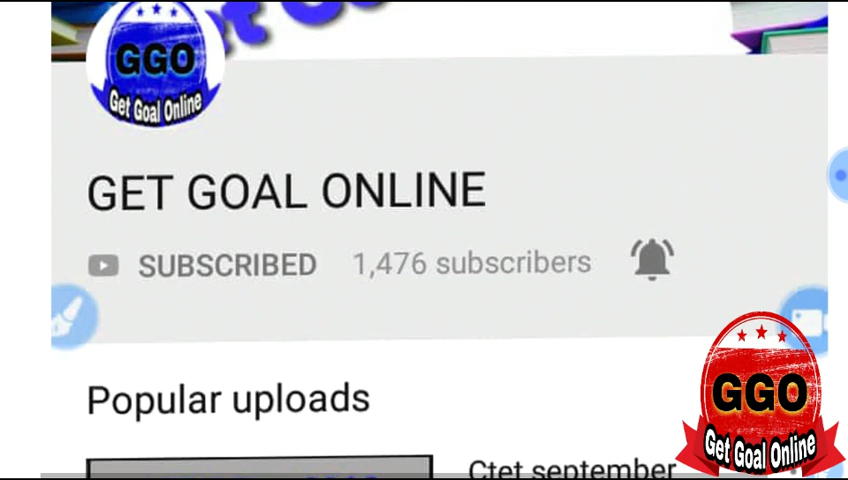 GGO
Get Goal Online
GET GOAL ONLINE
SUBSCRIBED 1,476 subscribers
Popular uploads
Ctet september
GGO
Get Goal Online